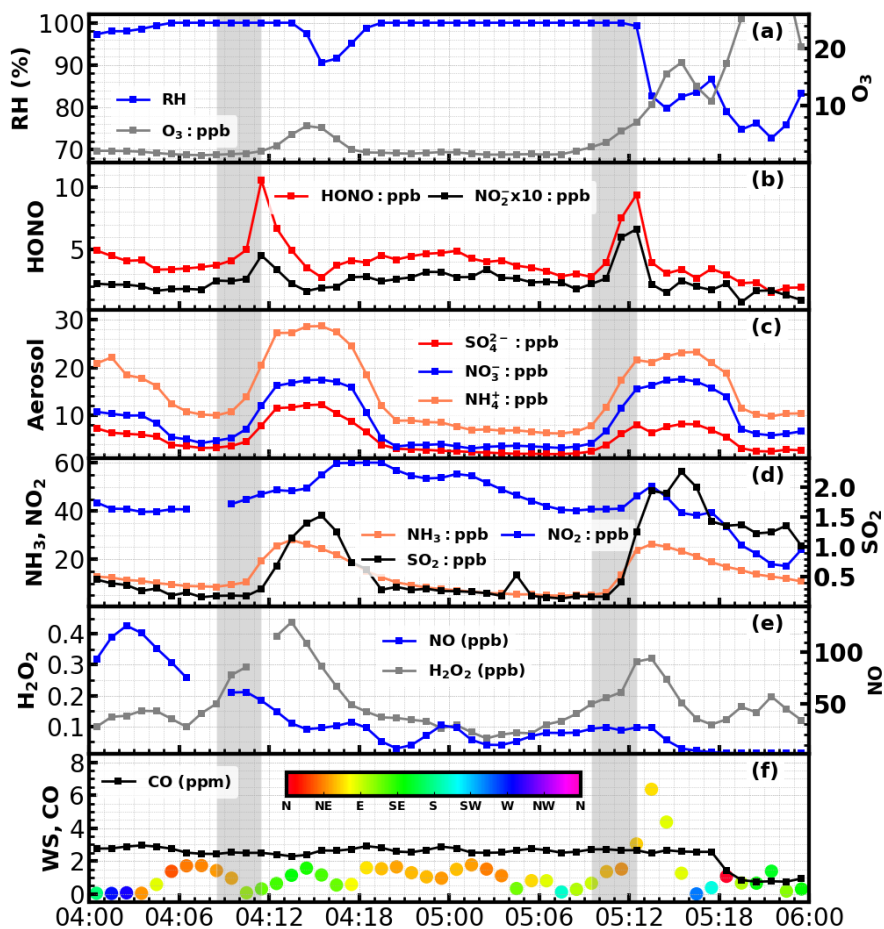 100
90
80
70
RH (%)
(a)
20
10
O₃
RH
O₃ : ppb
10
5
HONO
(b)
HONO : ppb
NO₂⁻x10 : ppb
30
20
10
60
Aerosol
(c)
SO₄²⁻ : ppb
NO₃⁻ : ppb
NH₄⁺ : ppb
60
40
20
NH₃, NO₂
(d)
2.0
1.5
1.0
0.5
SO₂
NH₃ : ppb
NO₂ : ppb
SO₂ : ppb
0.4
0.3
0.2
0.1
H₂O₂
(e)
100
50
NO
NO (ppb)
H₂O₂ (ppb)
8
6
4
2
0
WS, CO
(f)
CO (ppm)
N NE E SE S SW W NW N
04:00 04:06 04:12 04:18 05:00 05:06 05:12 06:00